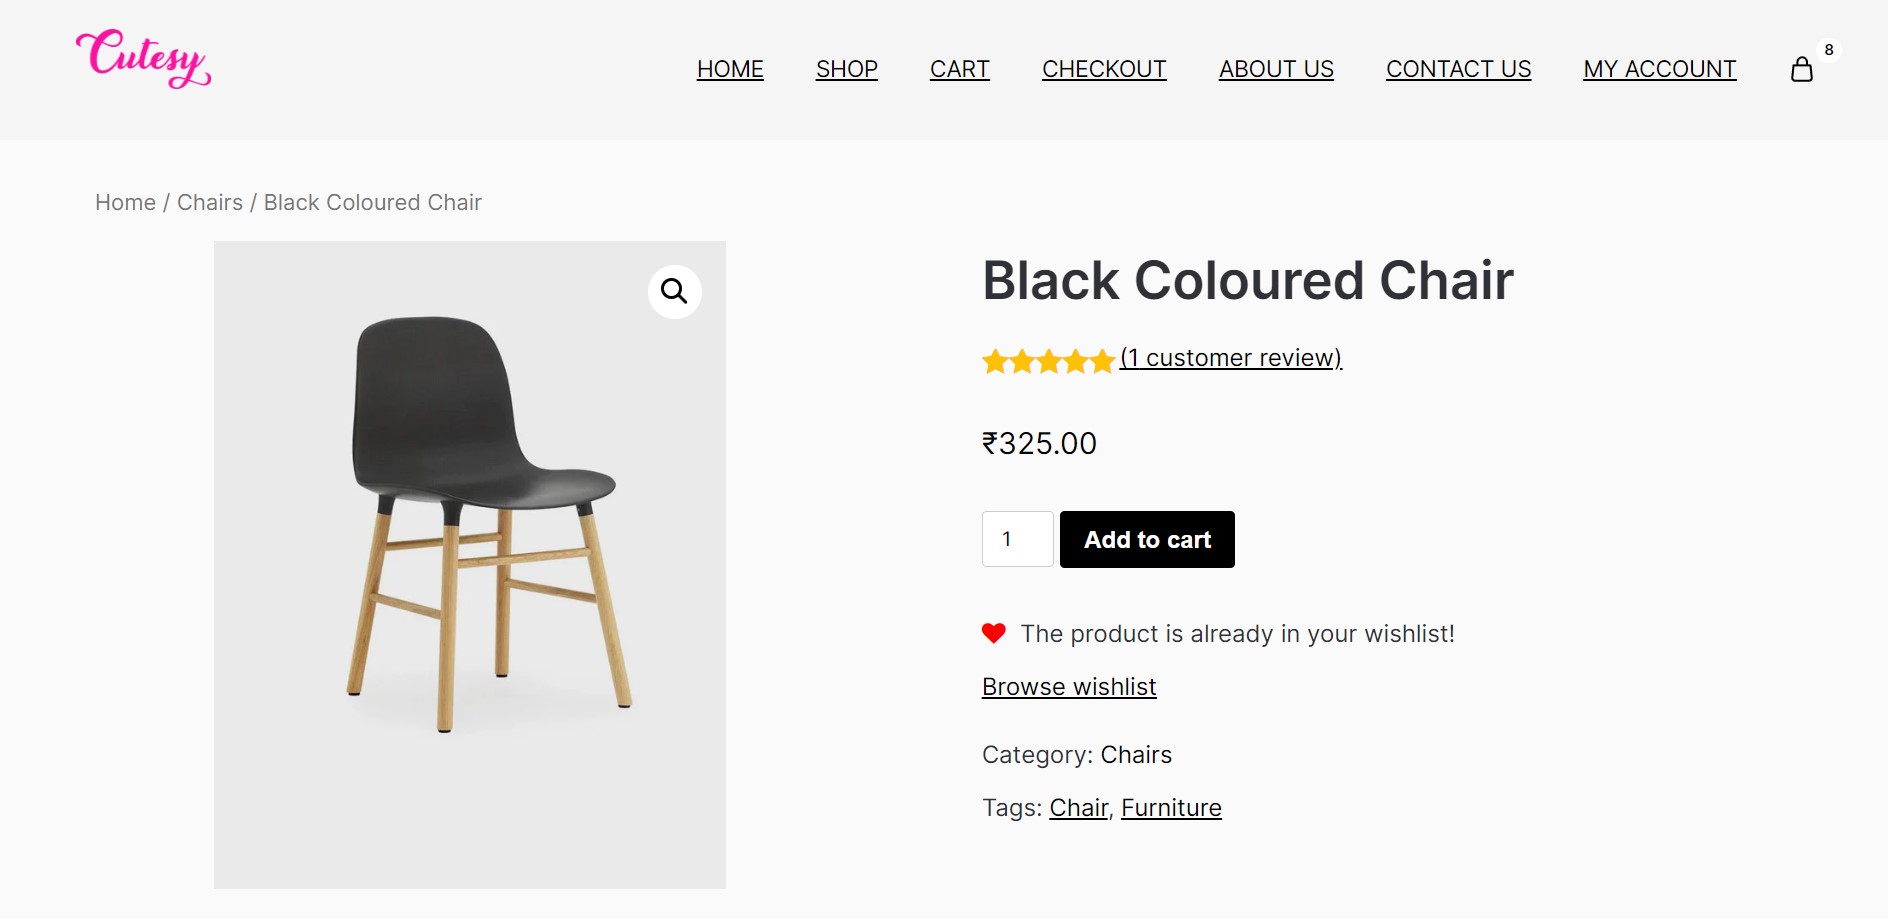 Cutesy
HOME SHOP CART CHECKOUT ABOUT US CONTACT US MY ACCOUNT 8
Home / Chairs / Black Coloured Chair
Black Coloured Chair
(1 customer review)
₹325.00
1 Add to cart
The product is already in your wishlist!
Browse wishlist
Category: Chairs
Tags: Chair, Furniture